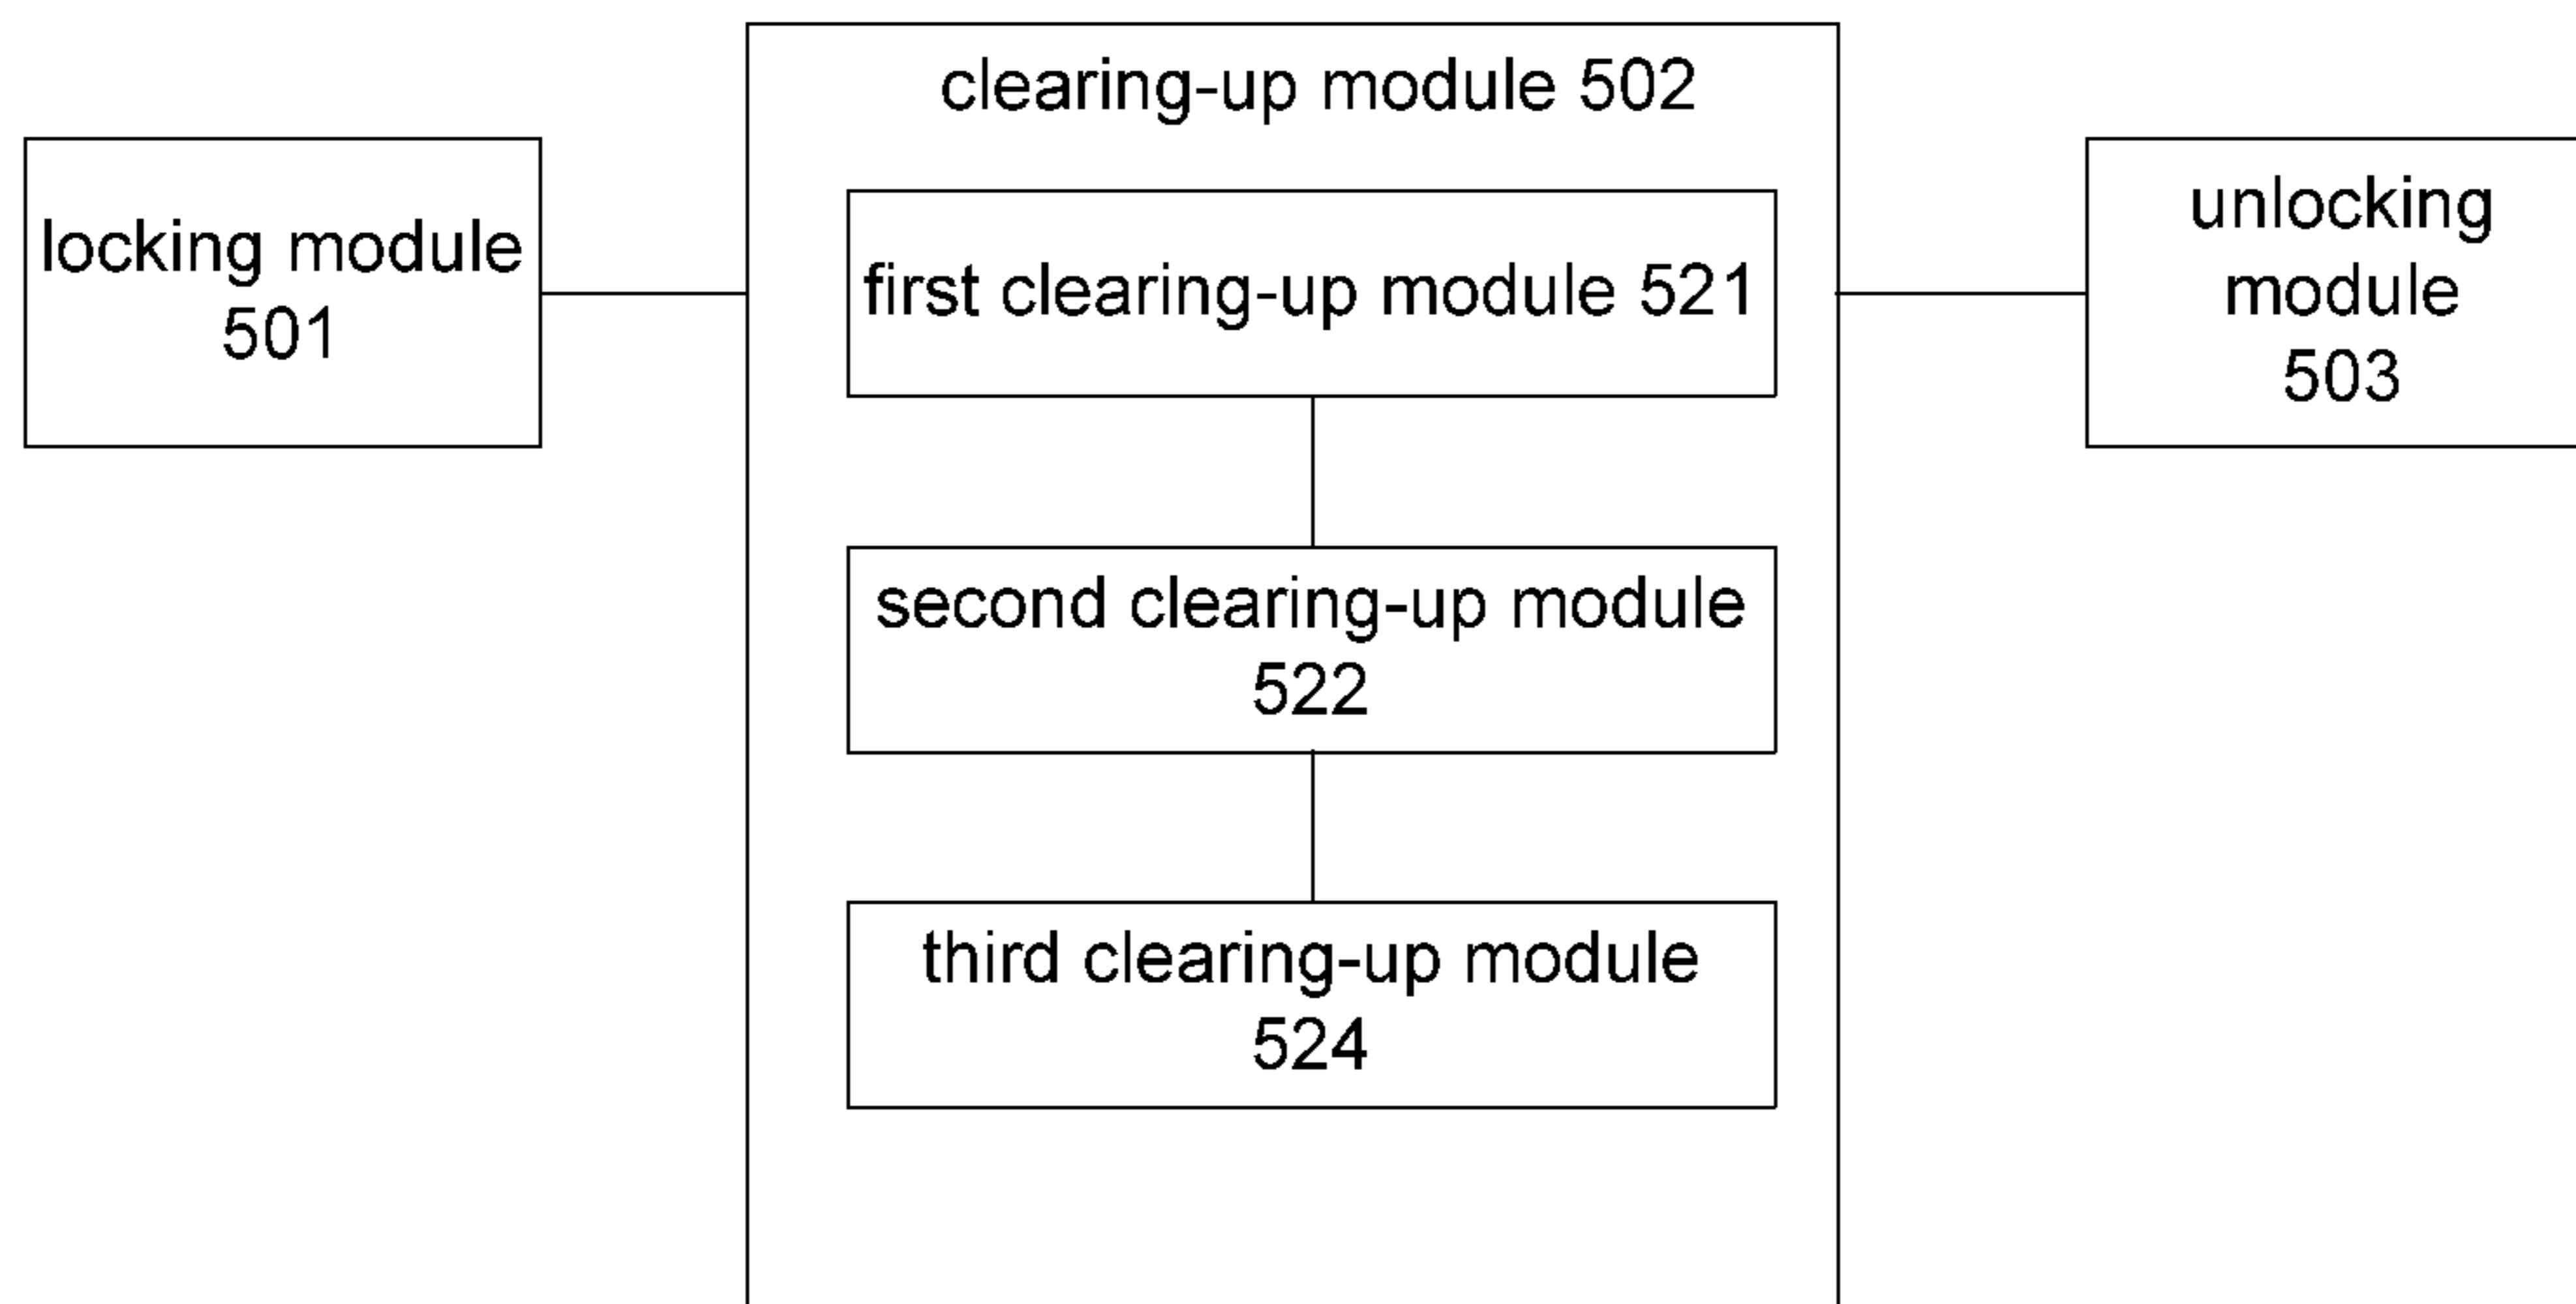 locking module
501
clearing-up module 502
first clearing-up module 521
second clearing-up module
522
third clearing-up module
524
unlocking
module
503